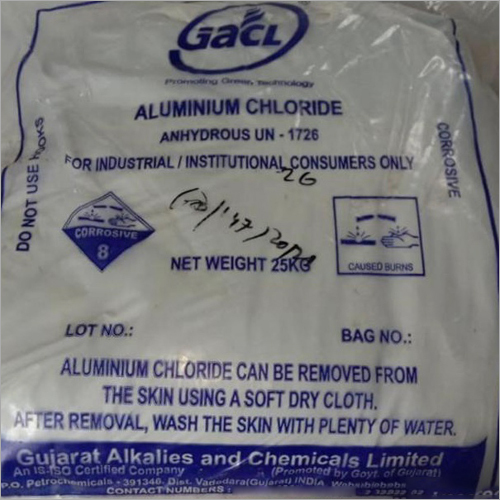 GACL
Promoting Green Technology
ALUMINIUM CHLORIDE
ANHYDROUS UN - 1726
FOR INDUSTRIAL / INSTITUTIONAL CONSUMERS ONLY
26
DO NOT USE HOOKS
CORROSIVE
CORROSIVE
8
CAUSED BURNS
NET WEIGHT 25KG
LOT NO.:
BAG NO.:
ALUMINIUM CHLORIDE CAN BE REMOVED FROM
THE SKIN USING A SOFT DRY CLOTH.
AFTER REMOVAL, WASH THE SKIN WITH PLENTY OF WATER.
Gujarat Alkalies and Chemicals Limited
An IS-ISO Certified Company (Promoted by Govt. of Gujarat)
P.O. Petrochemicals - 391346, Dist. Vadodara(Gujarat) INDIA
CONTACT NUMBERS :